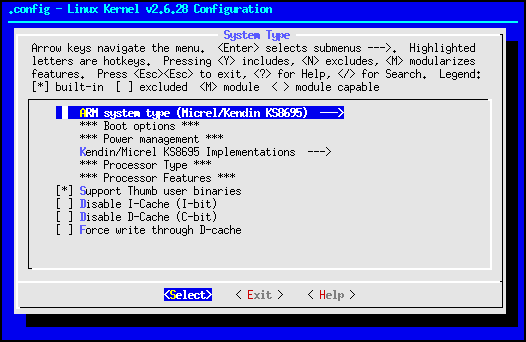 .config - Linux Kernel v2.6.28 Configuration
System Type
Arrow keys navigate the menu.  <Enter> selects submenus --->.  Highlighted
letters are hotkeys.  Pressing <Y> includes, <N> excludes, <M> modularizes
features.  Press <Esc><Esc> to exit, <?> for Help, </> for Search.  Legend:
[*] built-in  [ ] excluded  <M> module  < > module capable
ARM system type (Micrel/Kendin KS8695)  --->
*** Boot options ***
*** Power management ***
Kendin/Micrel KS8695 Implementations  --->
*** Processor Type ***
*** Processor Features ***
[*] Support Thumb user binaries
[ ] Disable I-Cache (I-bit)
[ ] Disable D-Cache (C-bit)
[ ] Force write through D-cache
<Select>    < Exit >    < Help >